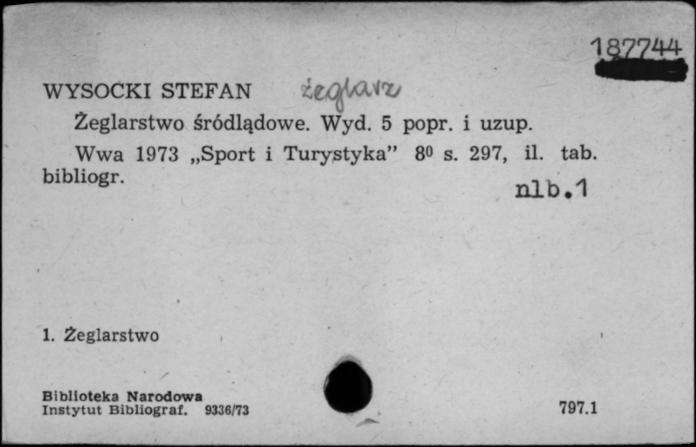 187744
WYSOCKI STEFAN żeglarz
Żeglarstwo śródlądowe. Wyd. 5 popr. i uzup.
Wwa 1973 „Sport i Turystyka” 8⁰ s. 297, il. tab.
bibliogr.
nlb.1
1. Żeglarstwo
Biblioteka Narodowa
Instytut Bibliograf. 9336/73
797.1